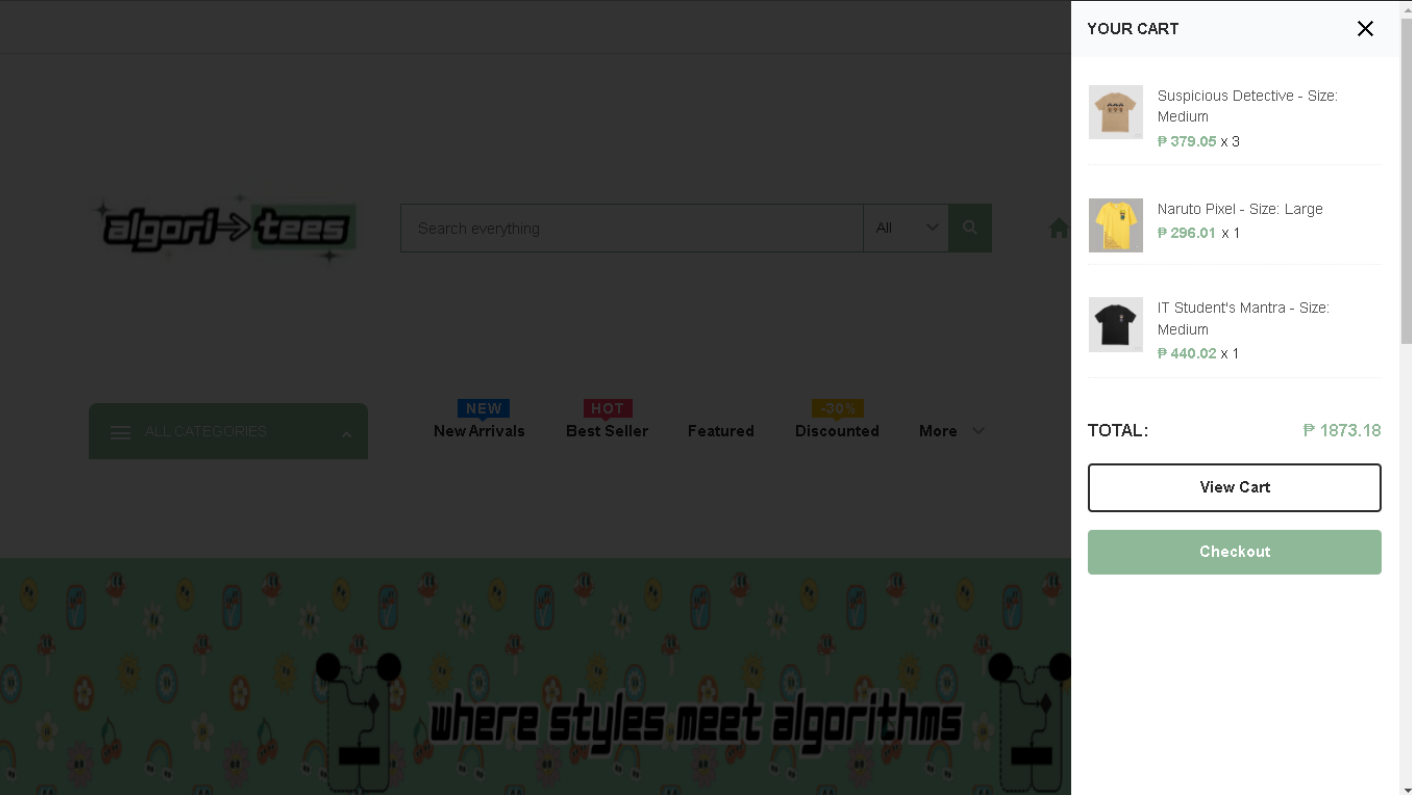 YOUR CART
Suspicious Detective - Size:
Medium
₱ 379.05 x 3
Naruto Pixel - Size: Large
₱ 296.01 x 1
IT Student's Mantra - Size:
Medium
₱ 440.02 x 1
TOTAL: ₱ 1873.18
View Cart
Checkout
algori tees
Search everything All
ALL CATEGORIES
NEW HOT -30%
New Arrivals Best Seller Featured Discounted More
where styles meet algorithms